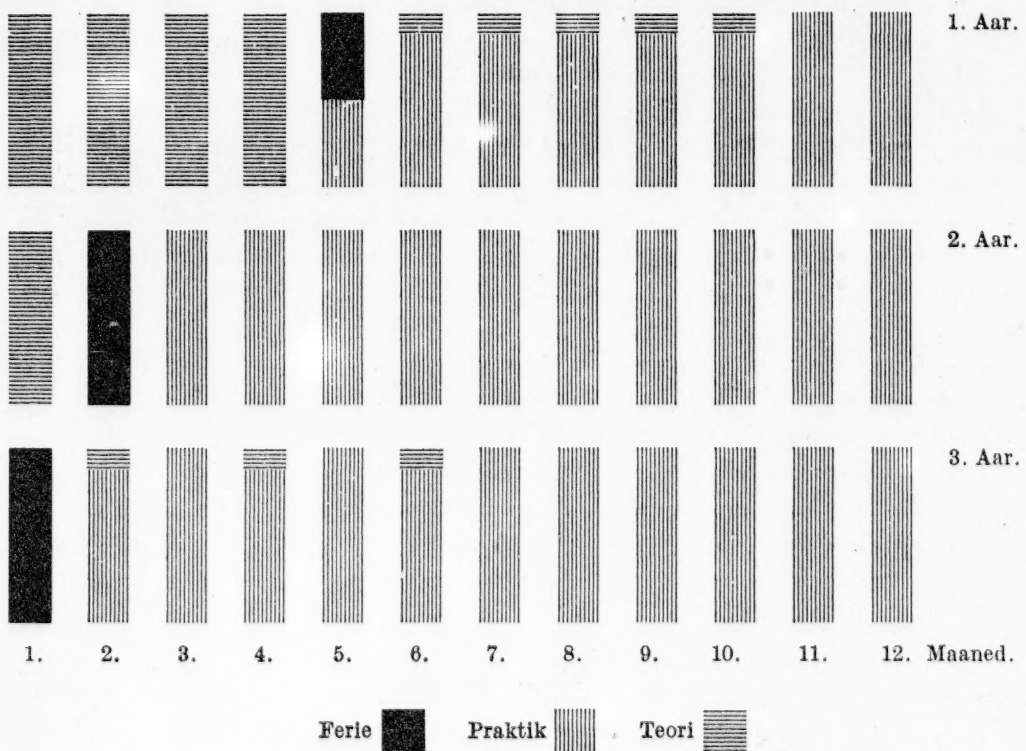 1. Aar.
2. Aar.
3. Aar.
1. 2. 3. 4. 5. 6. 7. 8. 9. 10. 11. 12. Maaned.
Ferie Praktik Teori